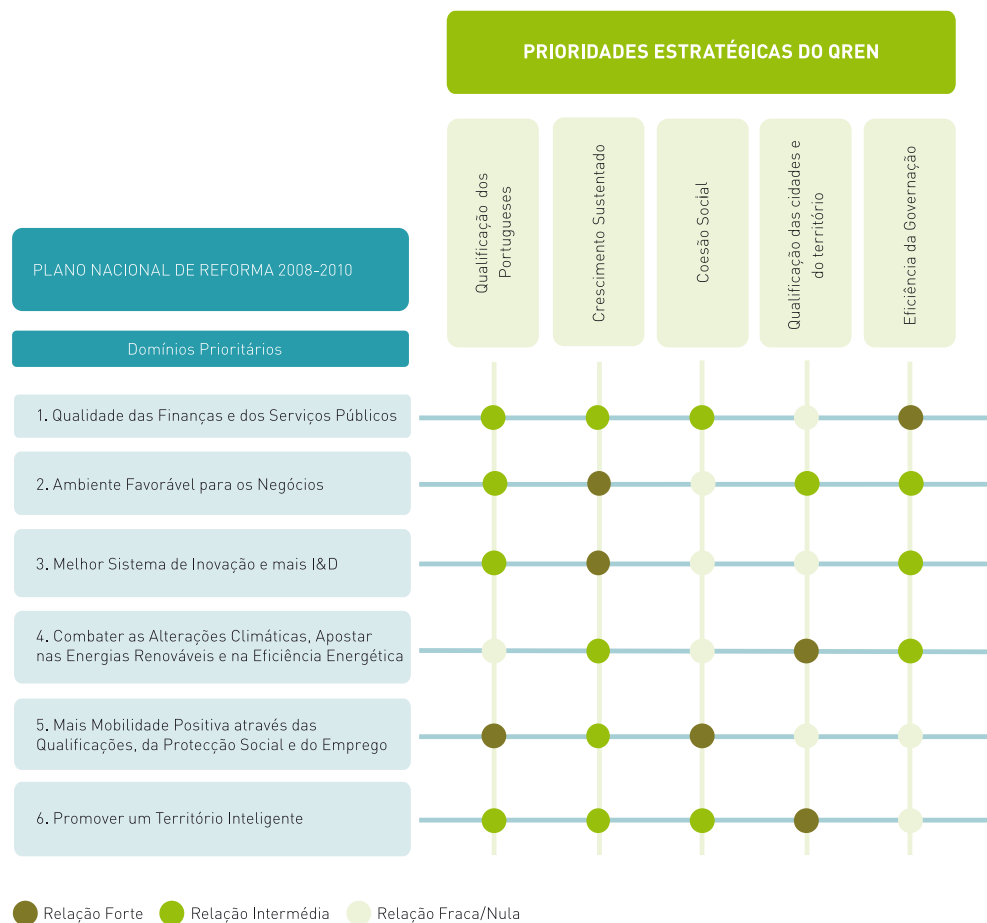 PRIORIDADES ESTRATÉGICAS DO QREN
Qualificação dos
Portugueses
Crescimento Sustentado
Coesão Social
Qualificação das cidades e
do território
Eficiência da Governação
PLANO NACIONAL DE REFORMA 2008-2010
Domínios Prioritários
1. Qualidade das Finanças e dos Serviços Públicos
2. Ambiente Favorável para os Negócios
3. Melhor Sistema de Inovação e mais I&D
4. Combater as Alterações Climáticas, Apostar
nas Energias Renováveis e na Eficiência Energética
5. Mais Mobilidade Positiva através das
Qualificações, da Protecção Social e do Emprego
6. Promover um Território Inteligente
Relação Forte Relação Intermédia Relação Fraca/Nula